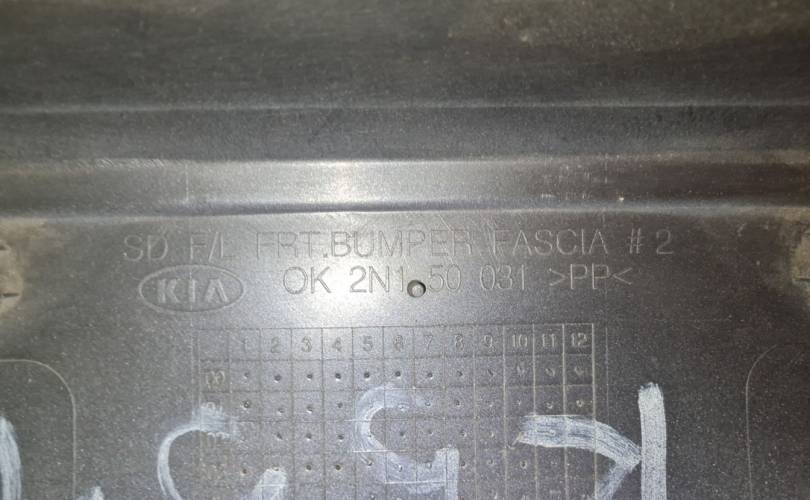 SD F/L FRT.BUMPER FASCIA #2
KIA OK 2N1 50 031 >PP<
1 2 3 4 5 6 7 8 9 10 11 12